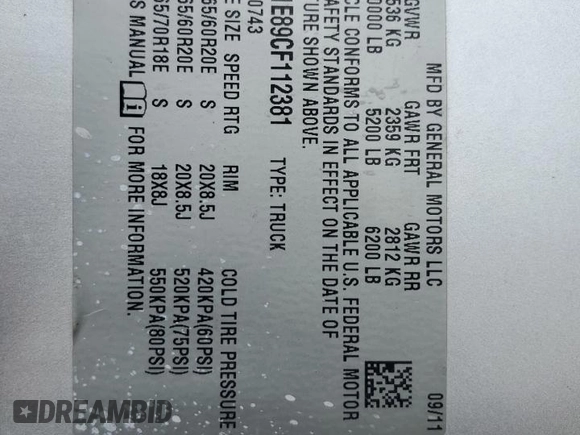 MFD BY GENERAL MOTORS LLC 09/11
GVWR GAWR FRT GAWR RR
536 KG 2359 KG 2812 KG
0000 LB 5200 LB 6200 LB
CLE CONFORMS TO ALL APPLICABLE U.S. FEDERAL MOTOR
AFETY STANDARDS IN EFFECT ON THE DATE OF
TURE SHOWN ABOVE.
1E89CF112381 TYPE: TRUCK
0743
E SIZE SPEED RTG RIM COLD TIRE PRESSURE
65/60R20E S 20X8.5J 420KPA(60PSI)
65/60R20E S 20X8.5J 520KPA(75PSI)
65/70R18E S 18X8J 550KPA(80PSI)
S MANUAL i FOR MORE INFORMATION.
DREAMBID